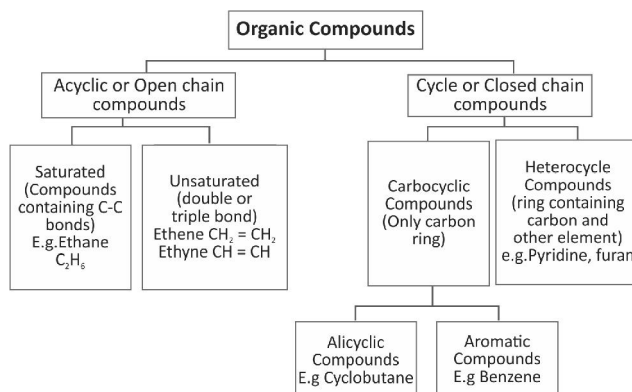 Organic Compounds
Acyclic or Open chain
compounds
Cycle or Closed chain
compounds
Saturated
(Compounds
containing C-C
bonds)
E.g.Ethane
C₂H₆
Unsaturated
(double or
triple bond)
Ethene CH₂ = CH₂
Ethyne CH = CH
Carbocyclic
Compounds
(Only carbon
ring)
Heterocycle
Compounds
(ring containing
carbon and
other element)
e.g.Pyridine, furan
Alicyclic
Compounds
E.g Cyclobutane
Aromatic
Compounds
E.g Benzene